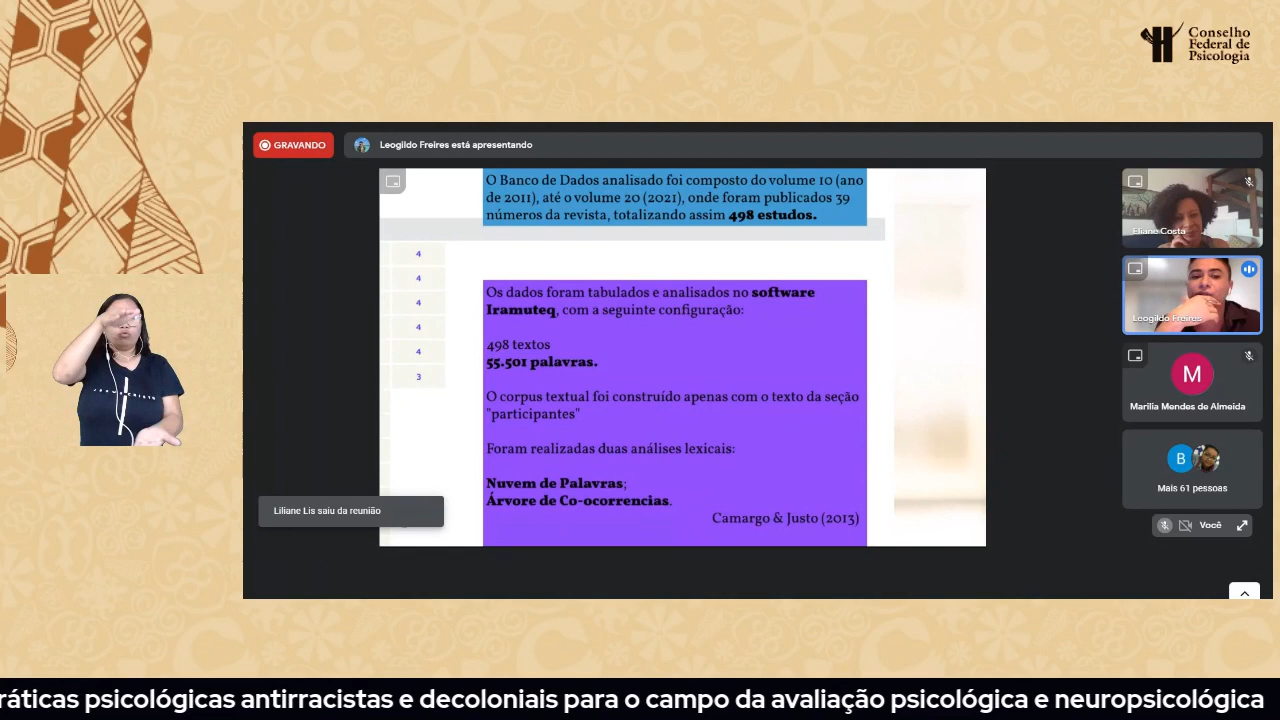 Conselho
Federal de
Psicologia
GRAVANDO
Leogildo Freires está apresentando
O Banco de Dados analisado foi composto do volume 10 (ano
de 2011), até o volume 20 (2021), onde foram publicados 39
números da revista, totalizando assim 498 estudos.
4
4
4
4
4
3
Os dados foram tabulados e analisados no software
Iramuteq, com a seguinte configuração:
498 textos
55.501 palavras.
O corpus textual foi construído apenas com o texto da seção
"participantes"
Foram realizadas duas análises lexicais:
Nuvem de Palavras;
Árvore de Co-ocorrencias.
Camargo & Justo (2013)
Liliane Lis saiu da reunião
Eliane Costa
Leogildo Freires
M
Marilia Mendes de Almeida
B
Mais 61 pessoas
Você
ráticas psicológicas antirracistas e decoloniais para o campo da avaliação psicológica e neuropsicológica